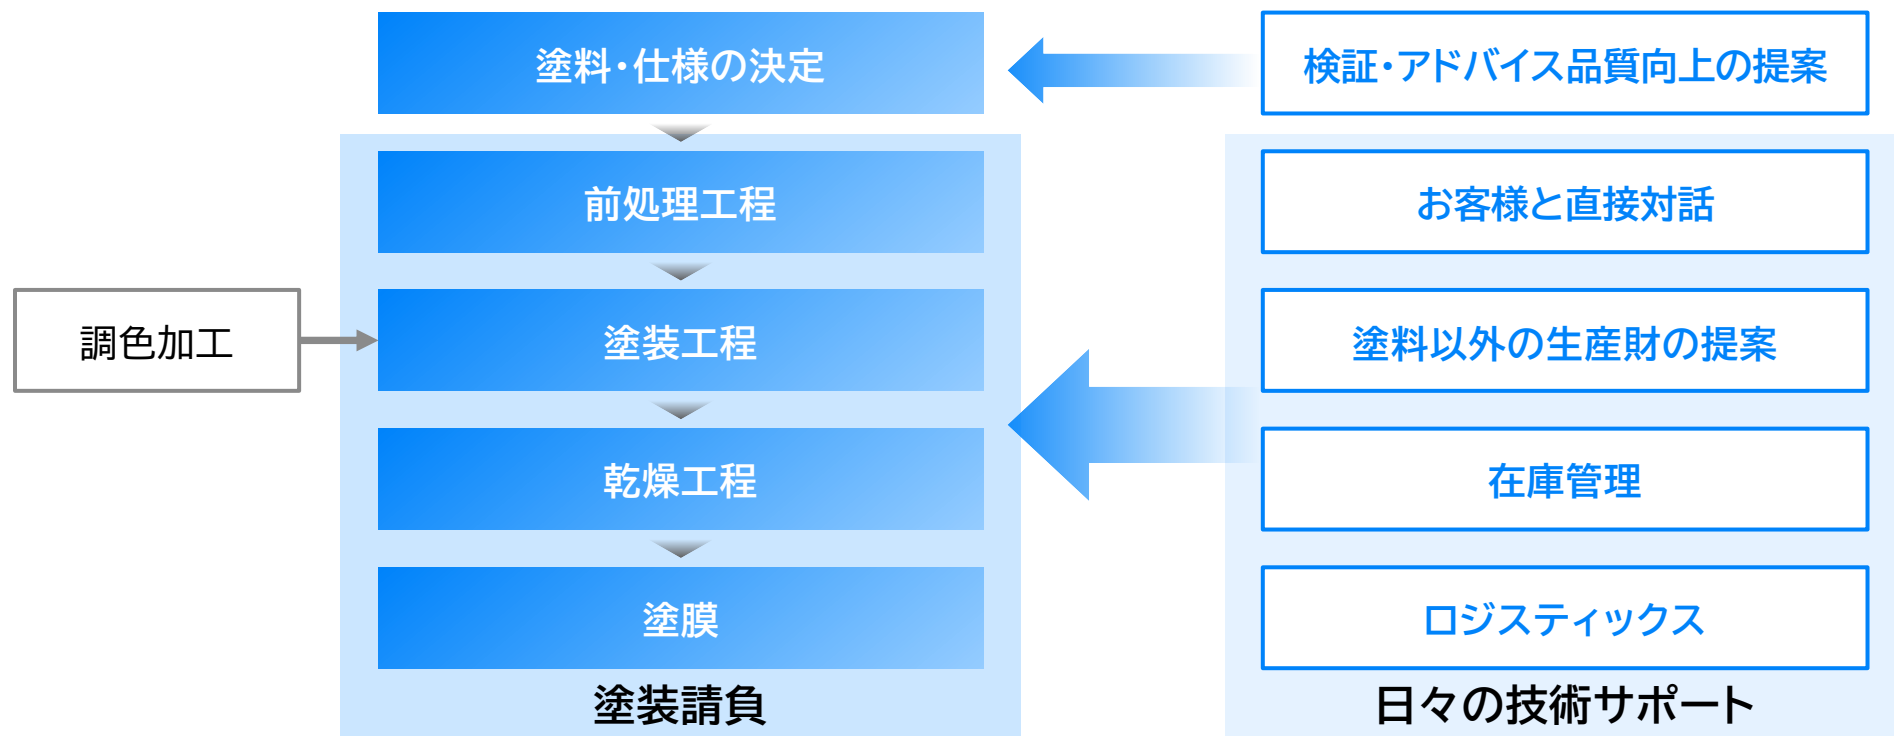 塗料・仕様の決定
検証・アドバイス品質向上の提案
前処理工程
お客様と直接対話
調色加工
塗装工程
塗料以外の生産財の提案
乾燥工程
在庫管理
塗膜
ロジスティックス
塗装請負
日々の技術サポート